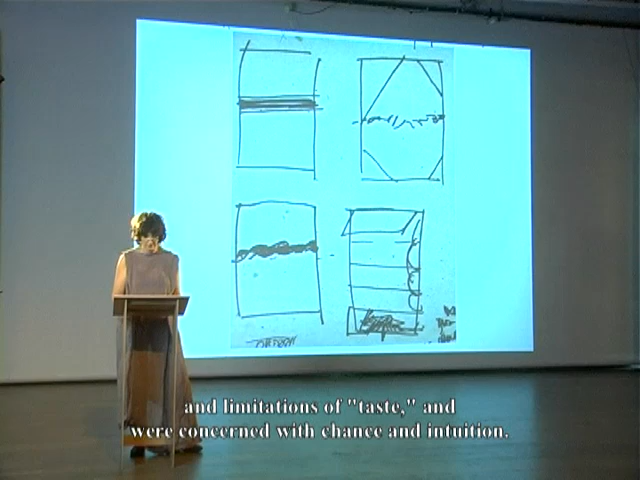 and limitations of "taste," and
were concerned with chance and intuition.